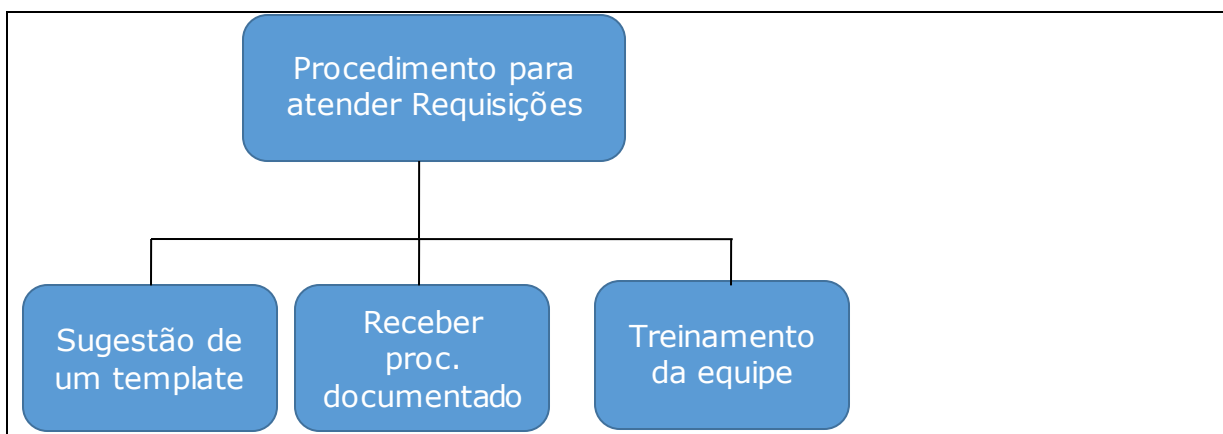 Procedimento para
atender Requisições
Sugestão de
um template
Receber
proc.
documentado
Treinamento
da equipe